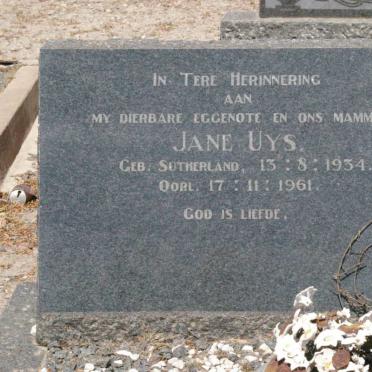 In Tere Herinnering
aan
my dierbare eggenote en ons Mamm
Jane Uys.
Geb. Sutherland, 13:8:1934.
Oorl. 17:11:1961.
God is liefde.